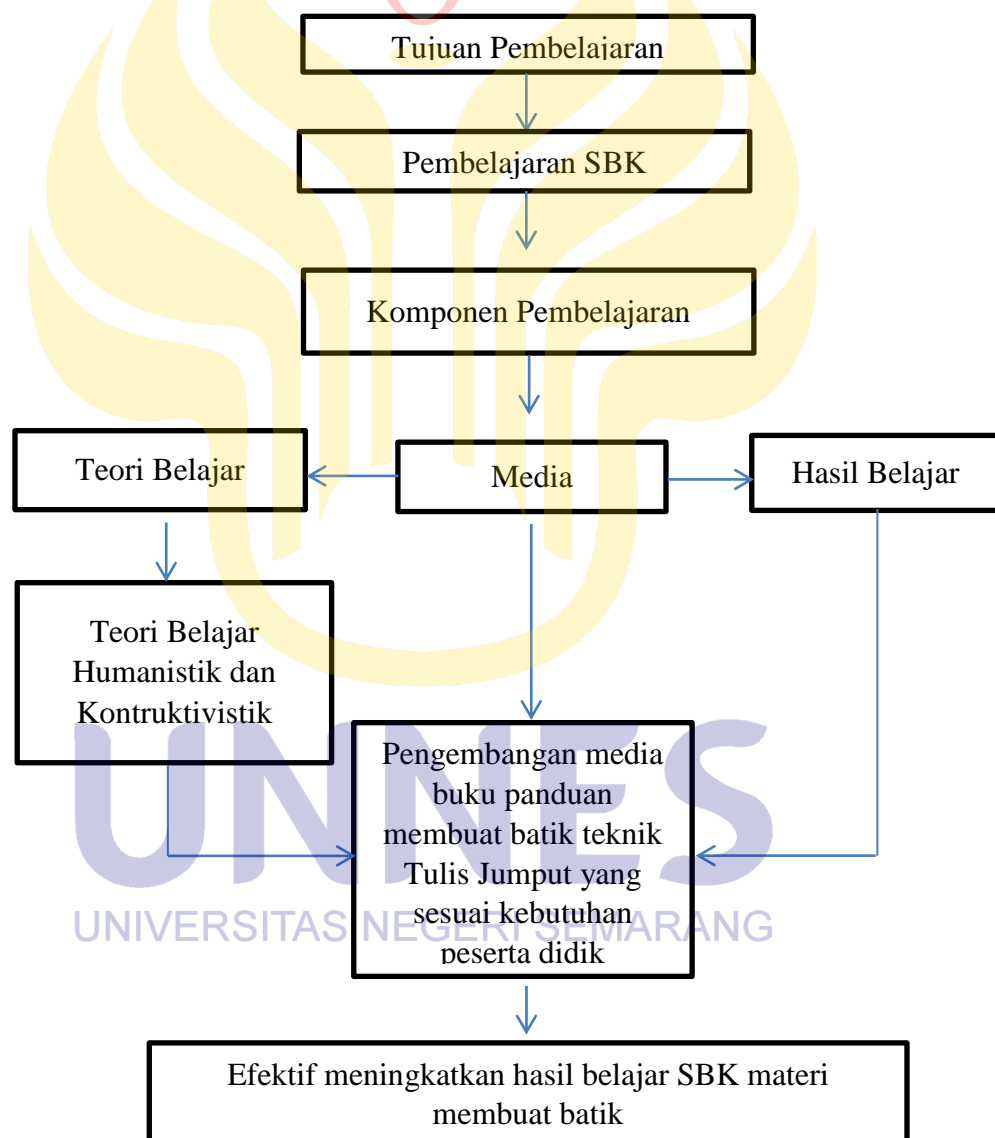 Tujuan Pembelajaran
Pembelajaran SBK
Komponen Pembelajaran
Teori Belajar
Media
Hasil Belajar
Teori Belajar
Humanistik dan
Kontruktivistik
Pengembangan media
buku panduan
membuat batik teknik
Tulis Jumput yang
sesuai kebutuhan
peserta didik
UNNES
UNIVERSITAS NEGERI SEMARANG
Efektif meningkatkan hasil belajar SBK materi
membuat batik